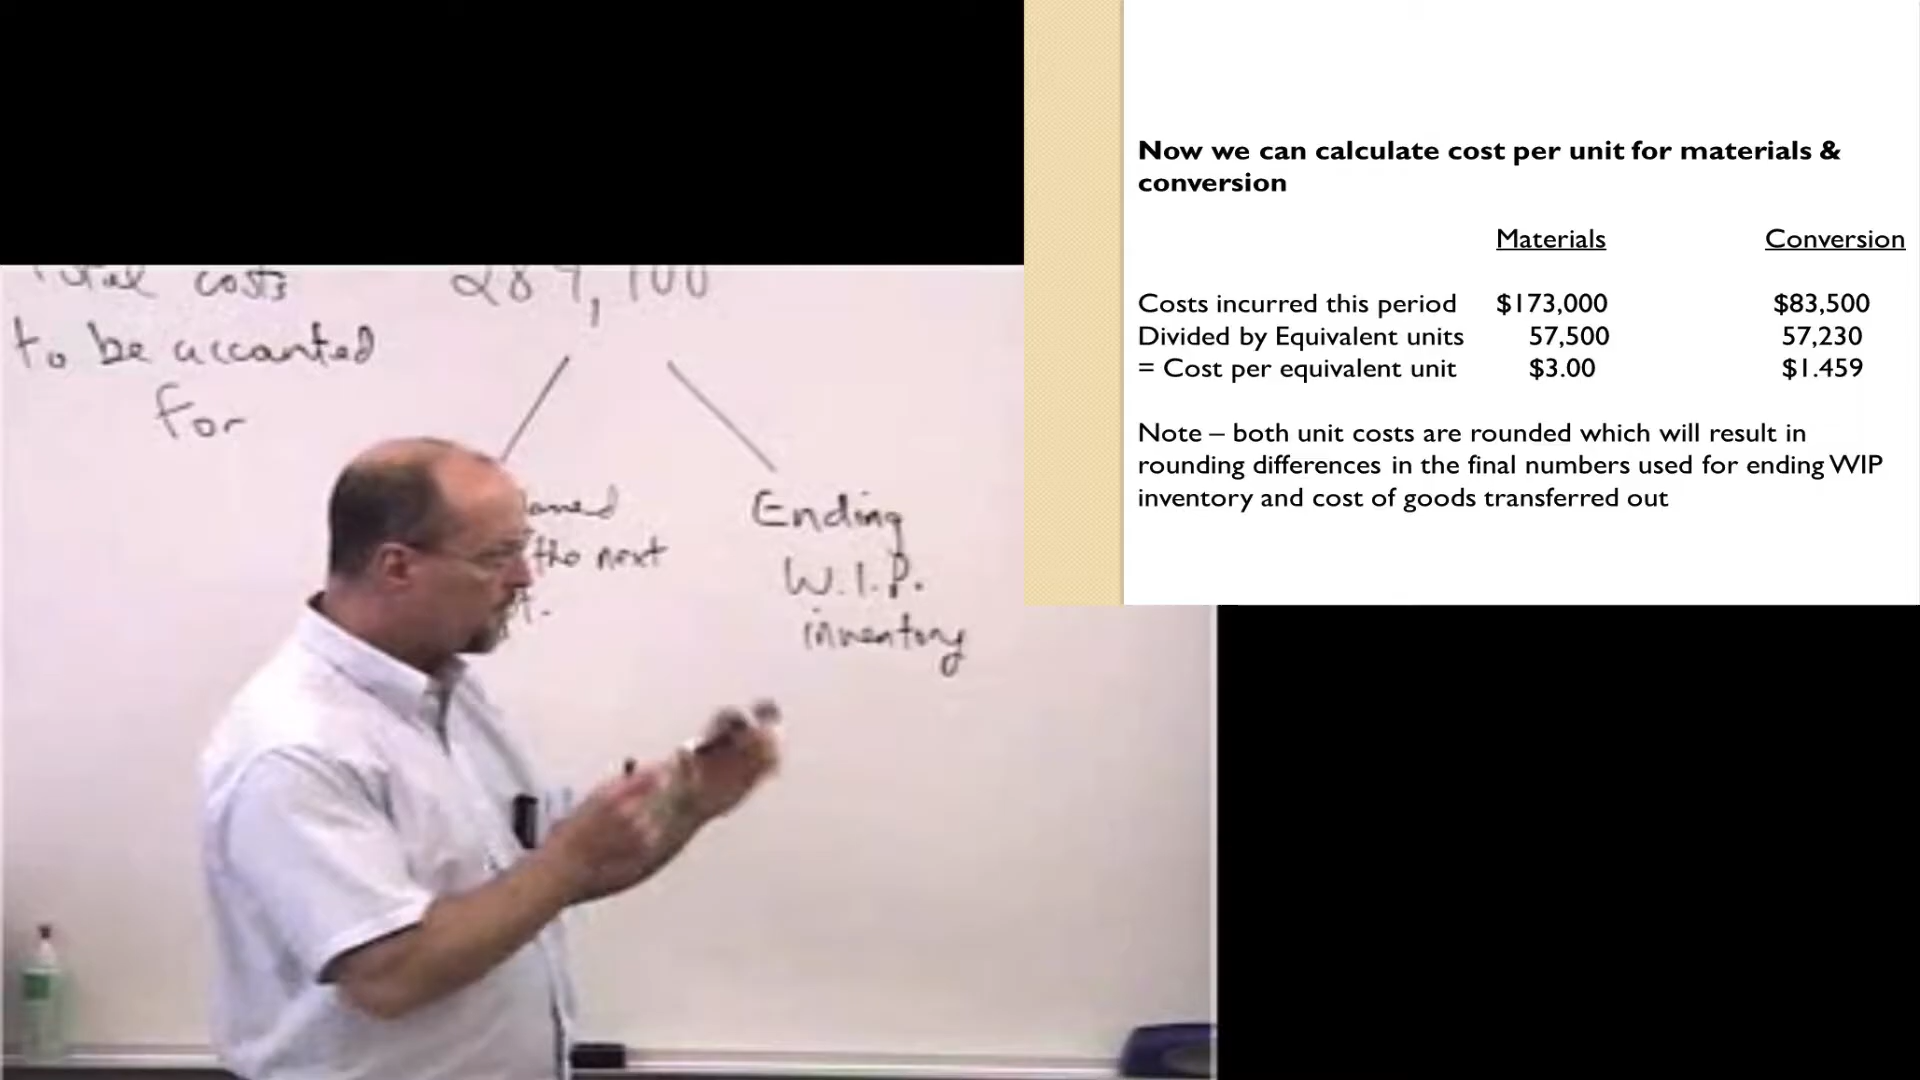 Now we can calculate cost per unit for materials &
conversion
Materials Conversion
Costs incurred this period $173,000 $83,500
Divided by Equivalent units 57,500 57,230
= Cost per equivalent unit $3.00 $1.459
Note – both unit costs are rounded which will result in
rounding differences in the final numbers used for ending WIP
inventory and cost of goods transferred out
Total costs
to be accounted
for
the next
Ending
W.I.P.
inventory